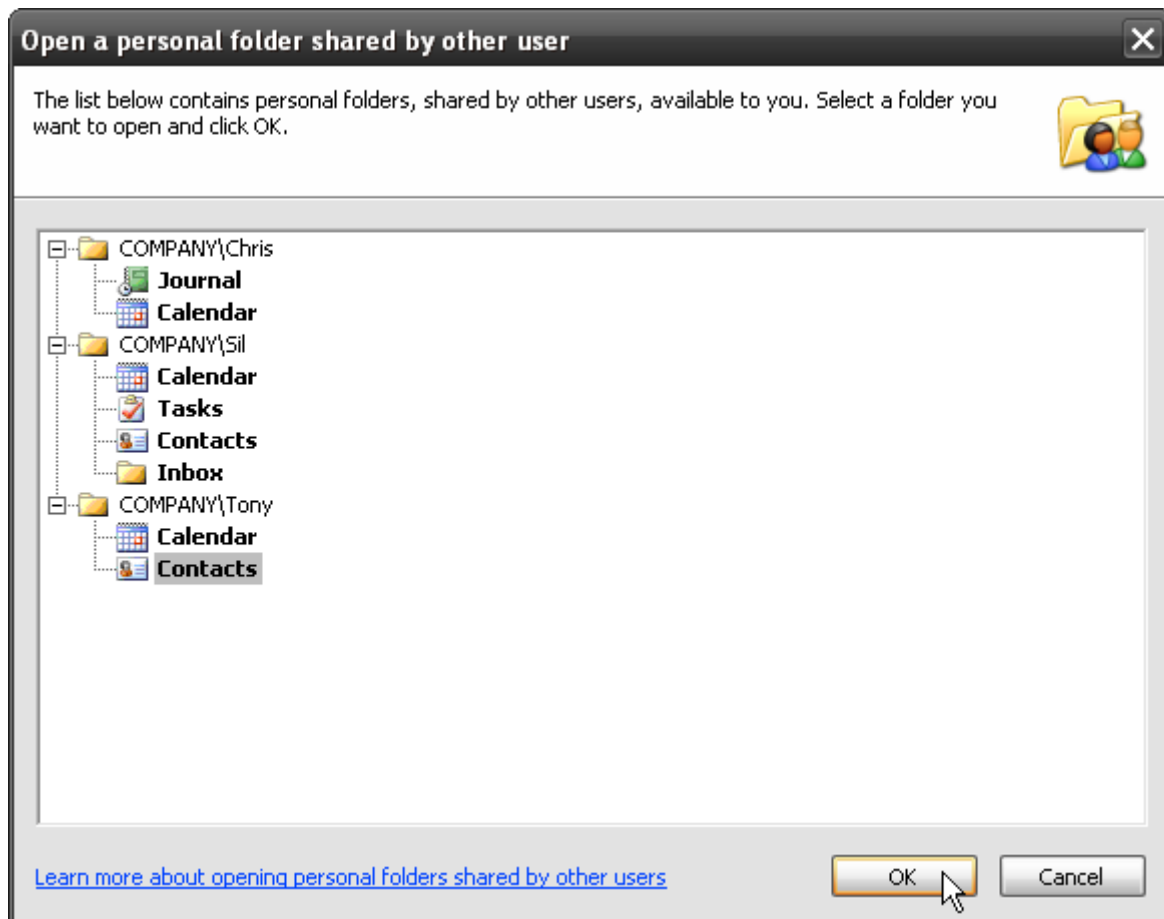 Open a personal folder shared by other user
The list below contains personal folders, shared by other users, available to you. Select a folder you
want to open and click OK.
COMPANY\Chris
Journal
Calendar
COMPANY\Sil
Calendar
Tasks
Contacts
Inbox
COMPANY\Tony
Calendar
Contacts
Learn more about opening personal folders shared by other users
OK
Cancel